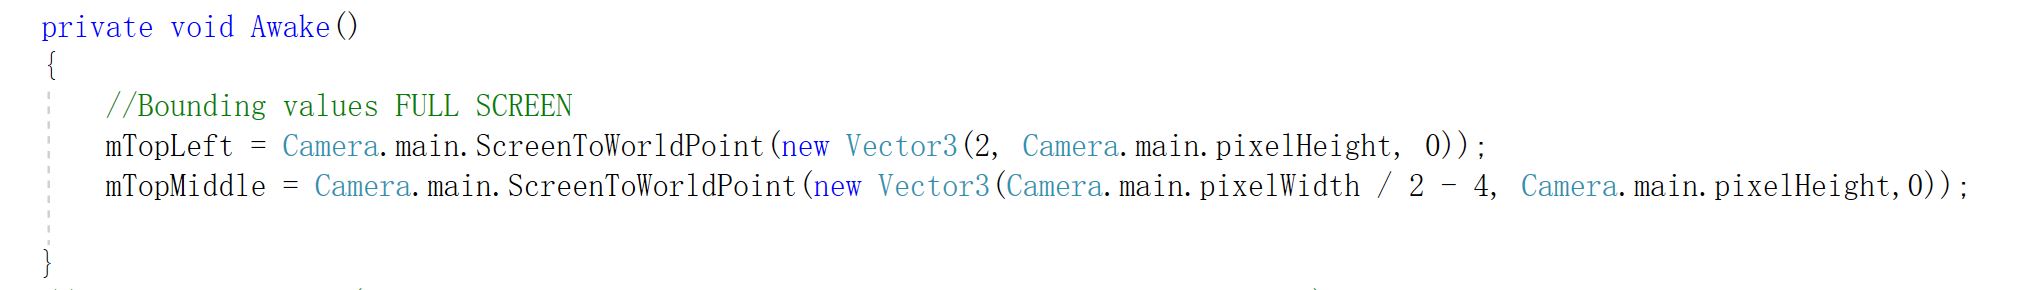 private void Awake()
{
//Bounding values FULL SCREEN
mTopLeft = Camera.main.ScreenToWorldPoint(new Vector3(2, Camera.main.pixelHeight, 0));
mTopMiddle = Camera.main.ScreenToWorldPoint(new Vector3(Camera.main.pixelWidth / 2 - 4, Camera.main.pixelHeight,0));
}